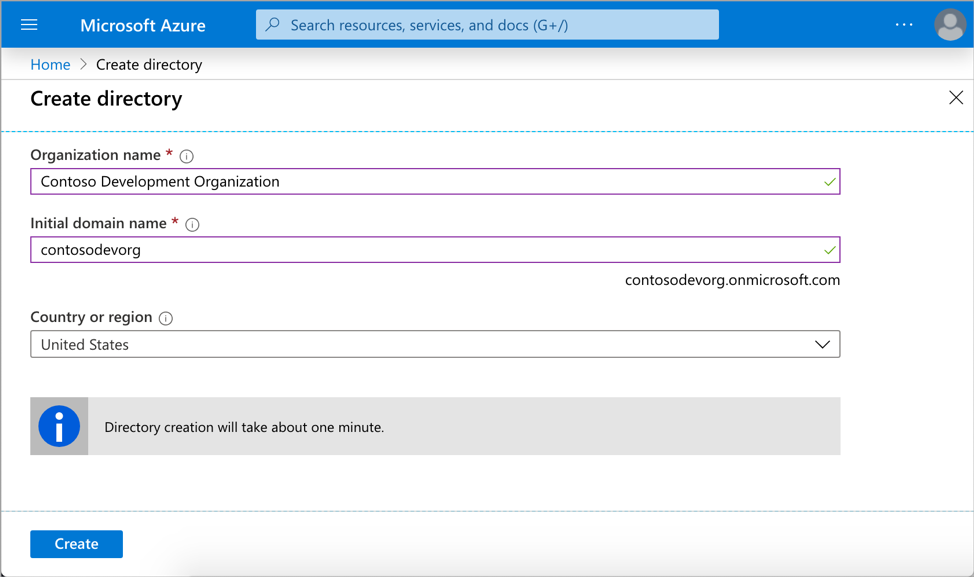 Microsoft Azure
Search resources, services, and docs (G+/)
Home > Create directory
Create directory
Organization name *
Contoso Development Organization
Initial domain name *
contosodevorg
contosodevorg.onmicrosoft.com
Country or region
United States
Directory creation will take about one minute.
Create